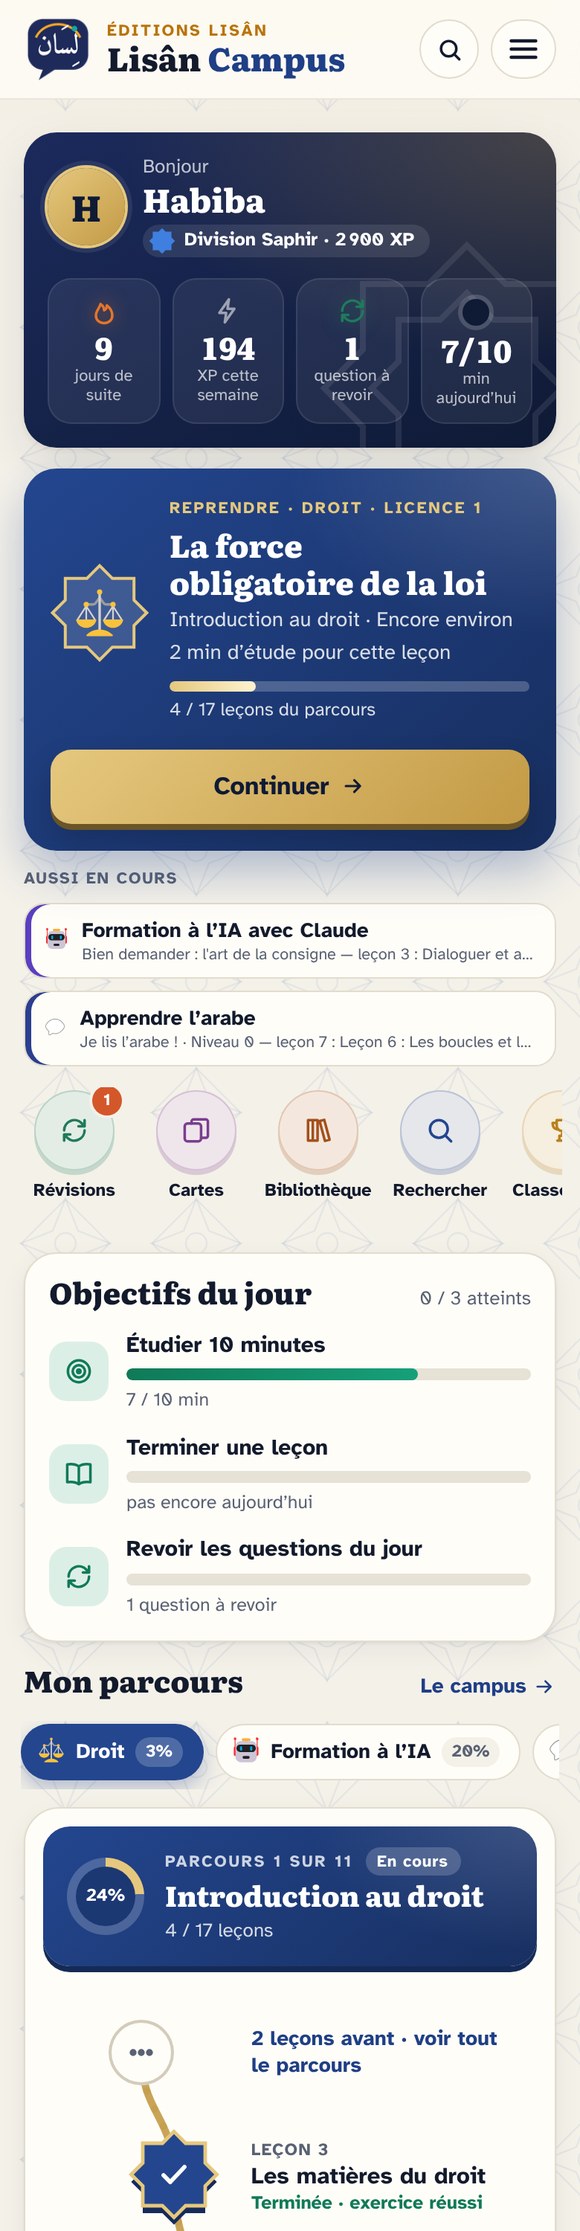 لِسَان
ÉDITIONS LISÂN
Lisân Campus
H
Bonjour
Habiba
Division Saphir · 2 900 XP
9
jours de
suite
194
XP cette
semaine
1
question à
revoir
7/10
min
aujourd'hui
REPRENDRE · DROIT · LICENCE 1
La force
obligatoire de la loi
Introduction au droit · Encore environ
2 min d'étude pour cette leçon
4 / 17 leçons du parcours
Continuer →
AUSSI EN COURS
Formation à l'IA avec Claude
Bien demander : l'art de la consigne — leçon 3 : Dialoguer et a...
Apprendre l'arabe
Je lis l'arabe ! · Niveau 0 — leçon 7 : Leçon 6 : Les boucles et l...
1
Révisions
Cartes
Bibliothèque
Rechercher
Classe
Objectifs du jour
0 / 3 atteints
Étudier 10 minutes
7 / 10 min
Terminer une leçon
pas encore aujourd'hui
Revoir les questions du jour
1 question à revoir
Mon parcours
Le campus →
Droit 3%
Formation à l'IA 20%
24%
PARCOURS 1 SUR 11 En cours
Introduction au droit
4 / 17 leçons
2 leçons avant · voir tout
le parcours
LEÇON 3
Les matières du droit
Terminée · exercice réussi